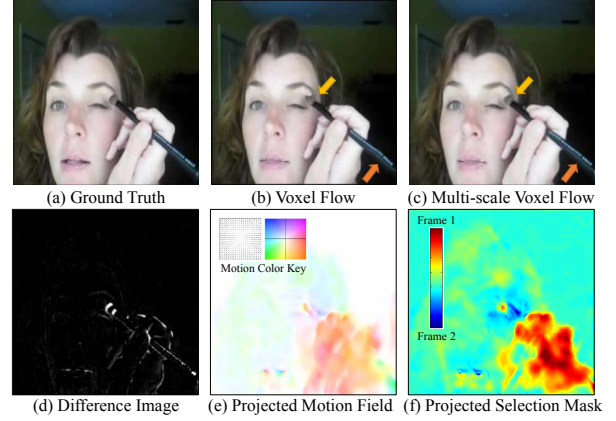 (a) Ground Truth
(b) Voxel Flow
(c) Multi-scale Voxel Flow
Motion Color Key
Frame 1
Frame 2
(d) Difference Image
(e) Projected Motion Field
(f) Projected Selection Mask